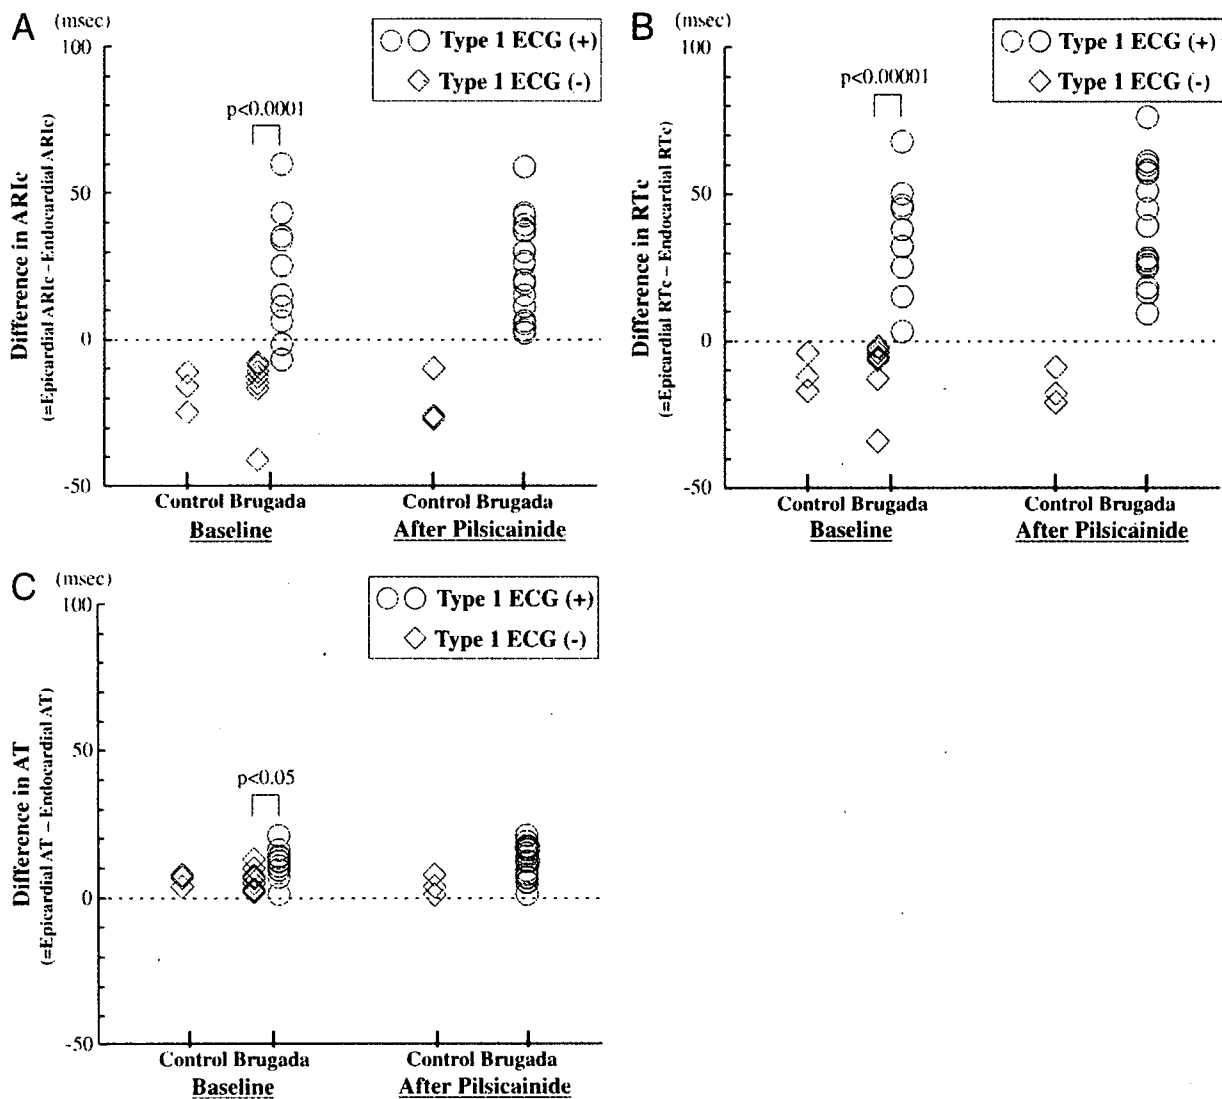 A (msec)
100
50
0
-50
Difference in ARIc
(=Epicardial ARIc – Endocardial ARIc)
Type 1 ECG (+)
Type 1 ECG (-)
p<0.0001
Control Brugada
Baseline
Control Brugada
After Pilsicainide
B (msec)
100
50
0
-50
Difference in RTc
(=Epicardial RTc – Endocardial RTc)
Type 1 ECG (+)
Type 1 ECG (-)
p<0.00001
Control Brugada
Baseline
Control Brugada
After Pilsicainide
C (msec)
100
50
0
-50
Difference in AT
(=Epicardial AT – Endocardial AT)
Type 1 ECG (+)
Type 1 ECG (-)
p<0.05
Control Brugada
Baseline
Control Brugada
After Pilsicainide